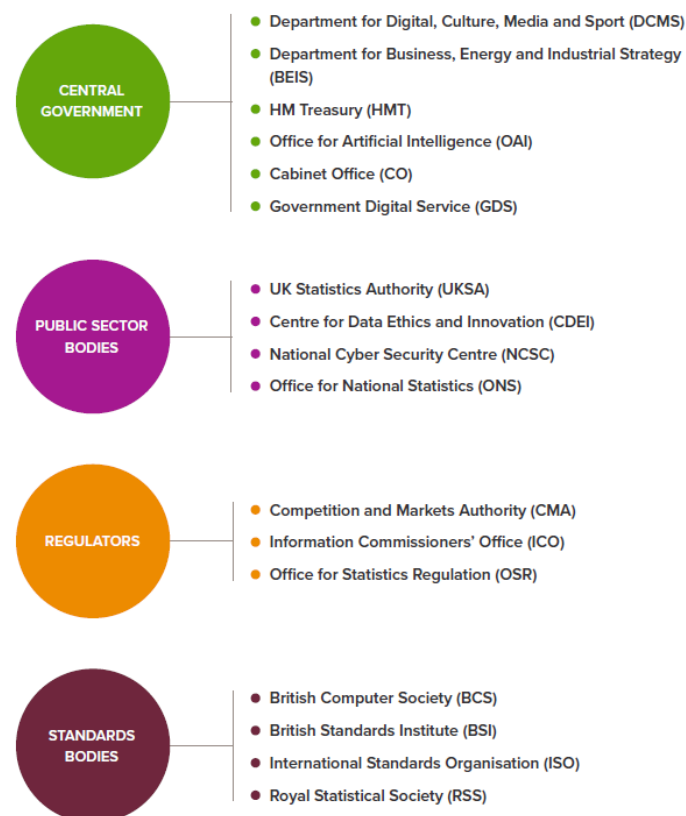 CENTRAL
GOVERNMENT
Department for Digital, Culture, Media and Sport (DCMS)
Department for Business, Energy and Industrial Strategy
(BEIS)
HM Treasury (HMT)
Office for Artificial Intelligence (OAI)
Cabinet Office (CO)
Government Digital Service (GDS)
PUBLIC SECTOR
BODIES
UK Statistics Authority (UKSA)
Centre for Data Ethics and Innovation (CDEI)
National Cyber Security Centre (NCSC)
Office for National Statistics (ONS)
REGULATORS
Competition and Markets Authority (CMA)
Information Commissioners' Office (ICO)
Office for Statistics Regulation (OSR)
STANDARDS
BODIES
British Computer Society (BCS)
British Standards Institute (BSI)
International Standards Organisation (ISO)
Royal Statistical Society (RSS)